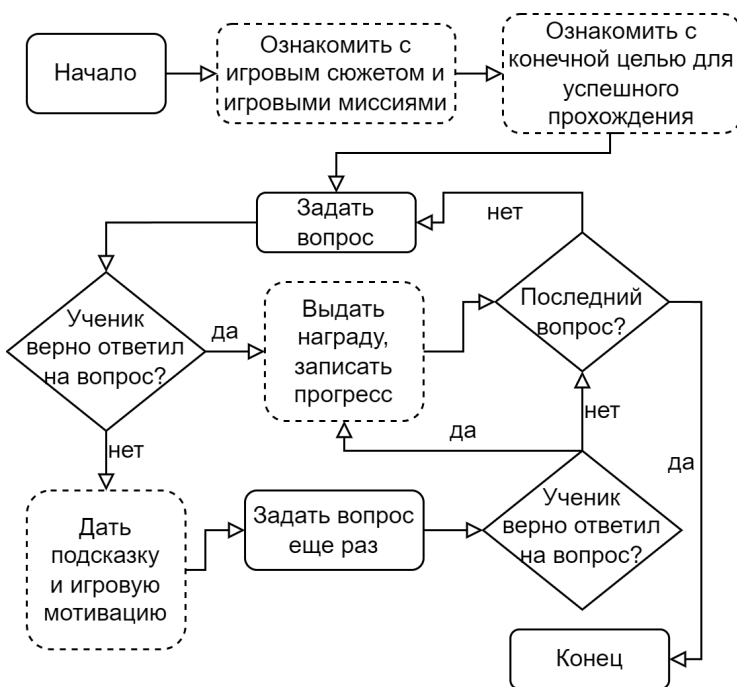 Начало
Ознакомить с
игровым сюжетом и
игровыми миссиями
Ознакомить с
конечной целью для
успешного
прохождения
Задать
вопрос
нет
Последний
вопрос?
Ученик
верно ответил
на вопрос?
да
Выдать
награду,
записать
прогресс
нет
да
нет
да
Дать
подсказку
и игровую
мотивацию
Задать вопрос
еще раз
Ученик
верно ответил
на вопрос?
Конец